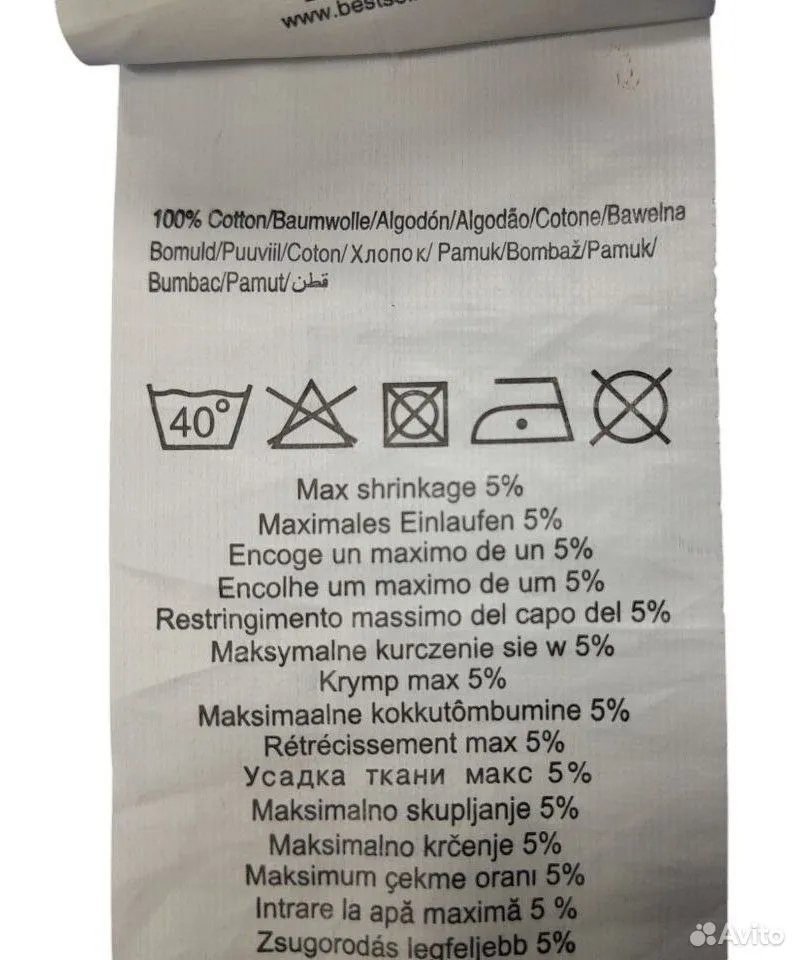 www.bestse
100% Cotton/Baumwolle/Algodón/Algodão/Cotone/Bawelna
Bomuld/Puuviil/Coton/Хлопок/ Pamuk/Bombaž/Pamuk/
Bumbac/Pamut/قطن
40°
Max shrinkage 5%
Maximales Einlaufen 5%
Encoge un maximo de un 5%
Encolhe um maximo de um 5%
Restringimento massimo del capo del 5%
Maksymalne kurczenie sie w 5%
Krymp max 5%
Maksimaalne kokkutômbumine 5%
Rétrécissement max 5%
Усадка ткани макс 5%
Maksimalno skupljanje 5%
Maksimalno krčenje 5%
Maksimum çekme oranı 5%
Intrare la apă maximă 5 %
Zsugorodás legfeljebb 5%
Avito